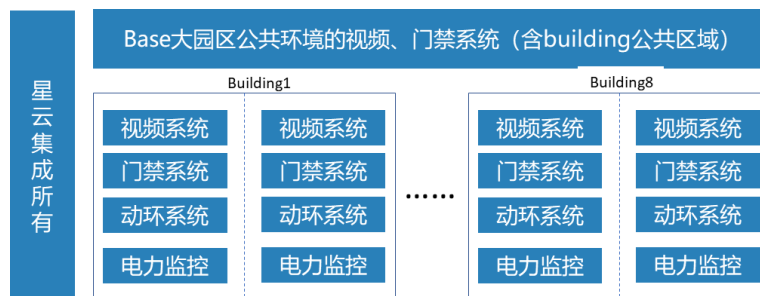 Base大园区公共环境的视频、门禁系统（含building公共区域）
星云集成所有
Building1
Building8
视频系统
视频系统
视频系统
视频系统
门禁系统
门禁系统
门禁系统
门禁系统
……
动环系统
动环系统
动环系统
动环系统
电力监控
电力监控
电力监控
电力监控